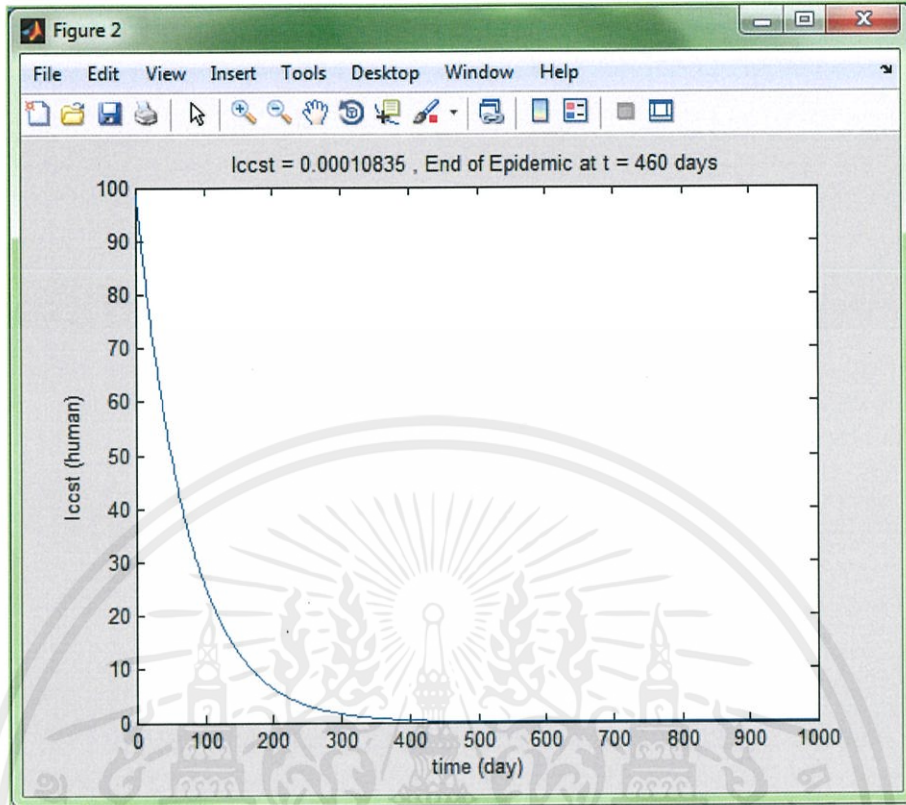 Figure 2
File Edit View Insert Tools Desktop Window Help
Iccst = 0.00010835 , End of Epidemic at t = 460 days
100
90
80
70
60
50
40
30
20
10
0
Iccst (human)
0 100 200 300 400 500 600 700 800 900 1000
time (day)